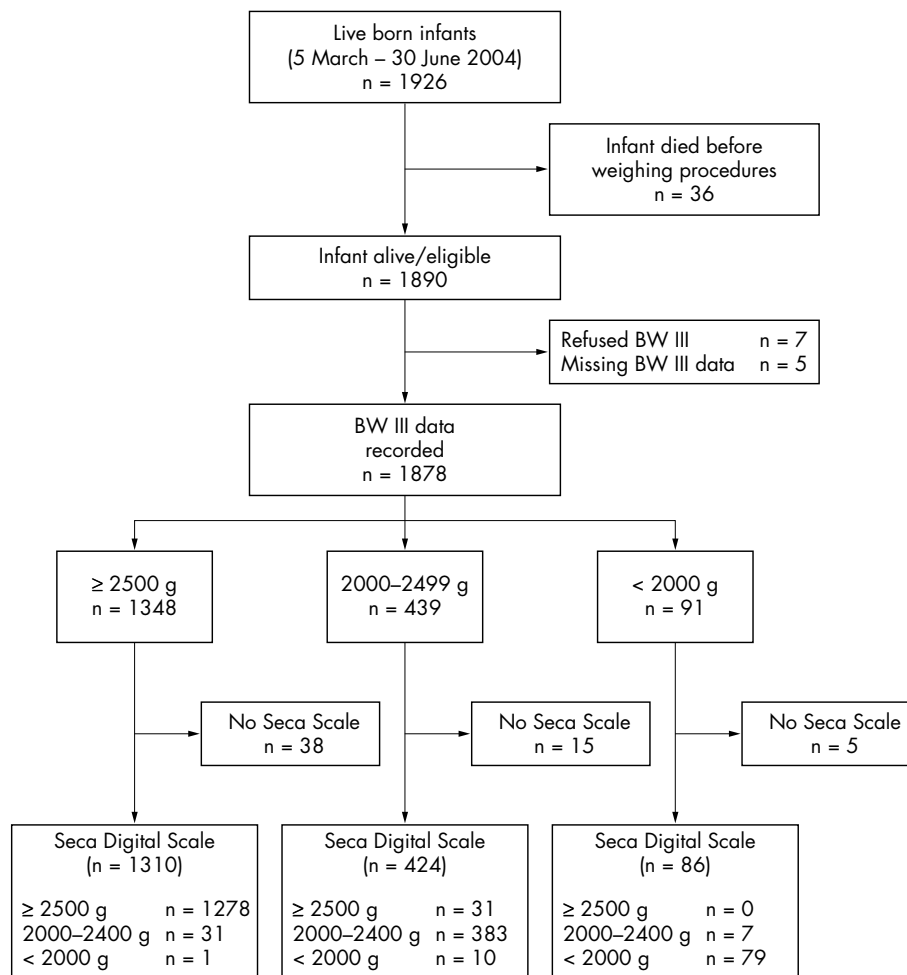 Live born infants
(5 March – 30 June 2004)
n = 1926
Infant died before
weighing procedures
n = 36
Infant alive/eligible
n = 1890
Refused BW III n = 7
Missing BW III data n = 5
BW III data
recorded
n = 1878
≥ 2500 g
n = 1348
2000–2499 g
n = 439
< 2000 g
n = 91
No Seca Scale
n = 38
No Seca Scale
n = 15
No Seca Scale
n = 5
Seca Digital Scale
(n = 1310)
≥ 2500 g n = 1278
2000–2400 g n = 31
< 2000 g n = 1
Seca Digital Scale
(n = 424)
≥ 2500 g n = 31
2000–2400 g n = 383
< 2000 g n = 10
Seca Digital Scale
(n = 86)
≥ 2500 g n = 0
2000–2400 g n = 7
< 2000 g n = 79